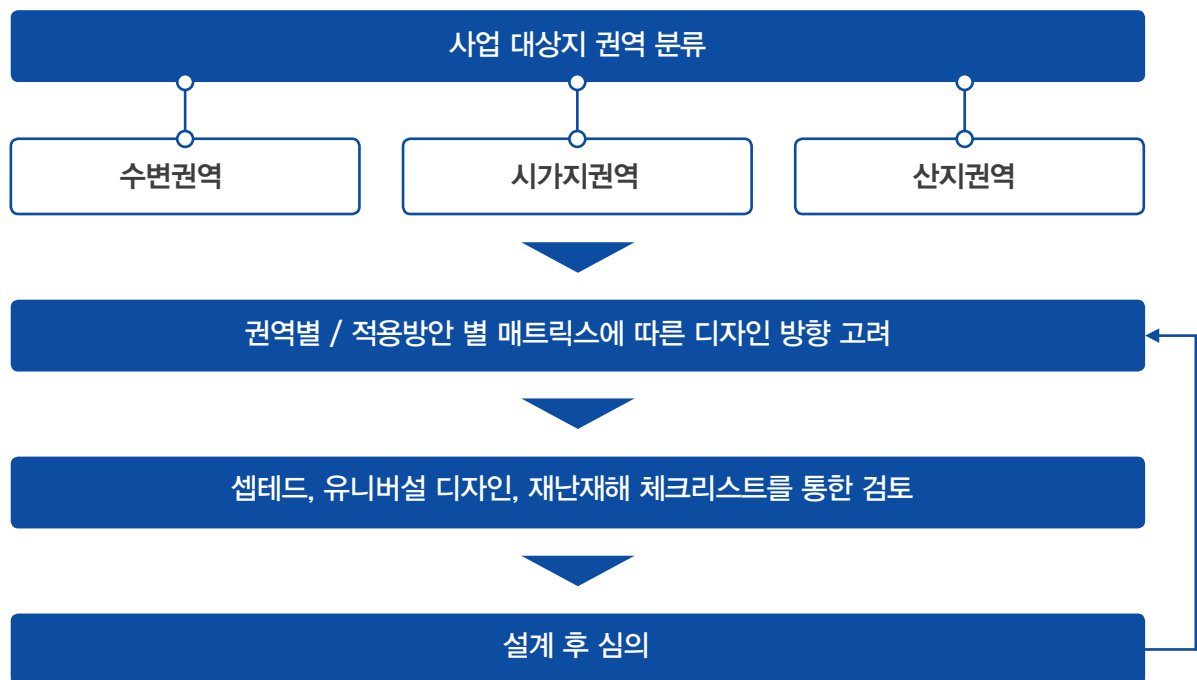 사업 대상지 권역 분류
수변권역
시가지권역
산지권역
권역별 / 적용방안 별 매트릭스에 따른 디자인 방향 고려
셉테드, 유니버설 디자인, 재난재해 체크리스트를 통한 검토
설계 후 심의